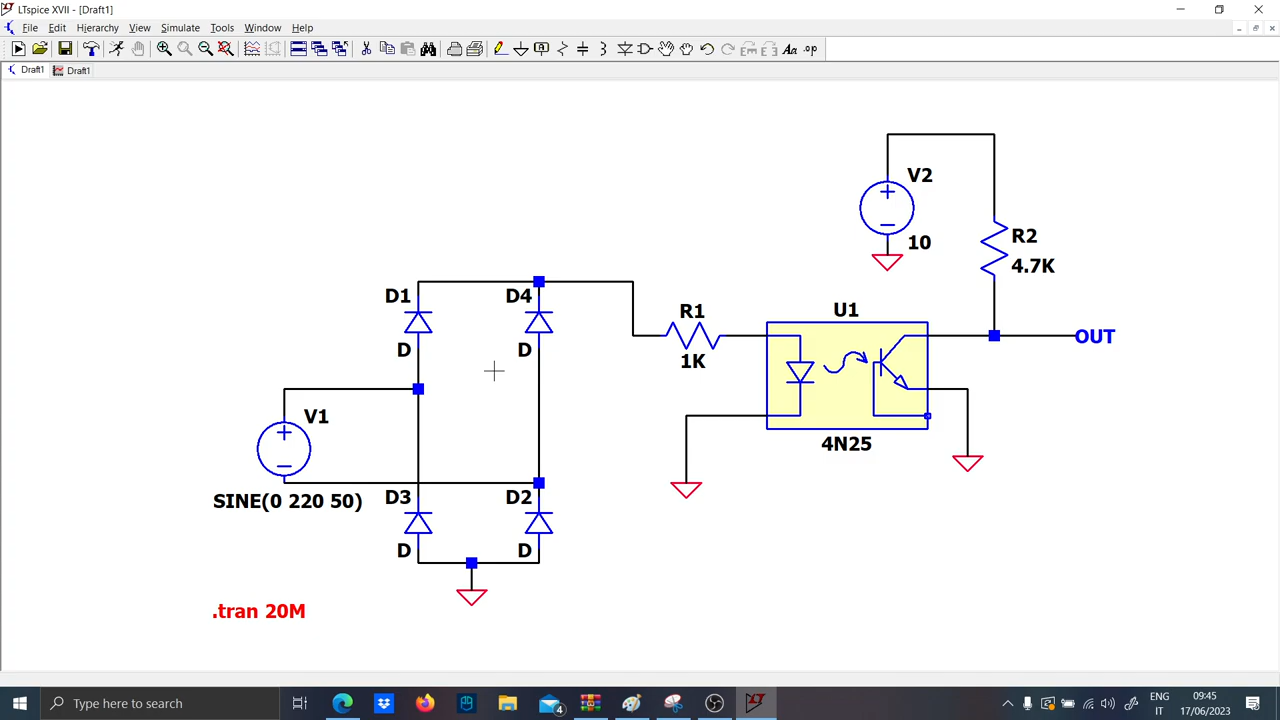 LTspice XVII - [Draft1]
File Edit Hierarchy View Simulate Tools Window Help
Draft1 Draft1
V2
10
R2
4.7K
D1
D4
R1
1K
U1
OUT
D
D
V1
SINE(0 220 50)
4N25
D3
D2
D
D
.tran 20M
Type here to search
4
ENG
IT
09:45
17/06/2023